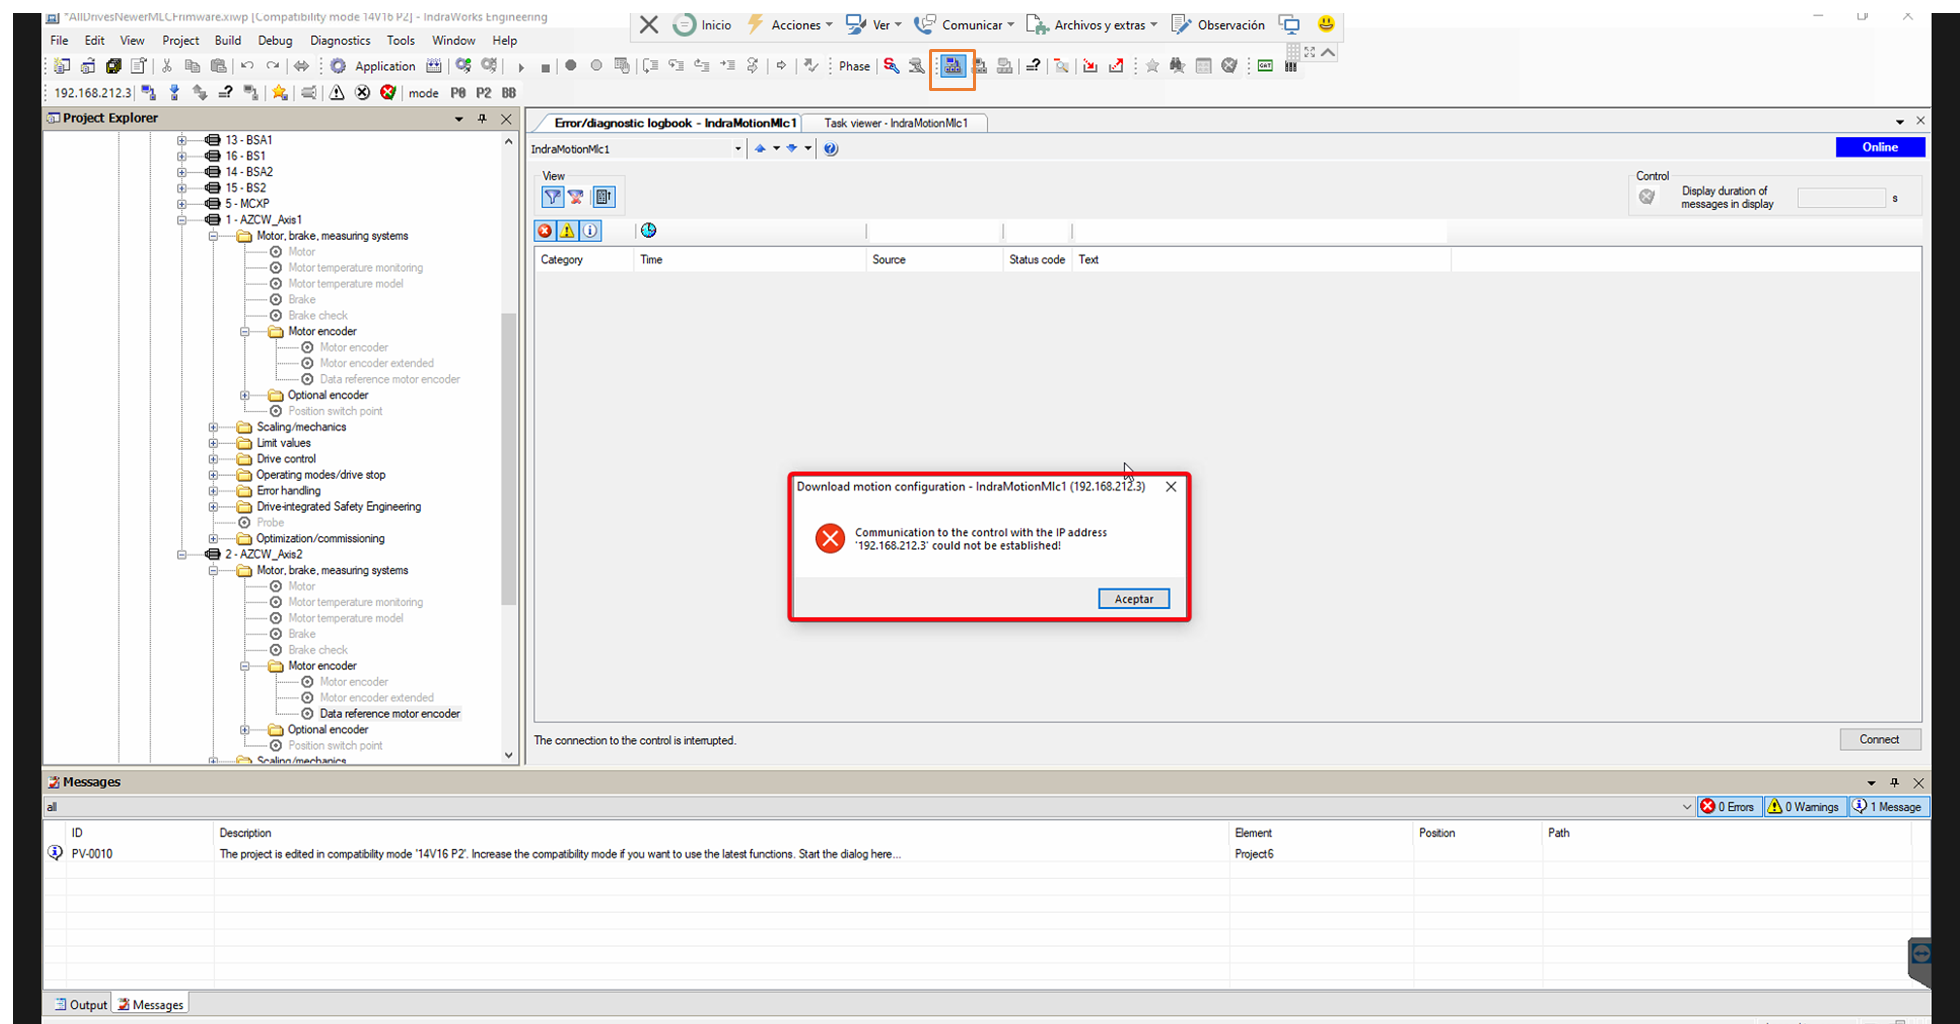 *AllDrivesNewerMLCFrimware.xiwp [Compatibility mode 14V16 P2] - IndraWorks Engineering
Inicio Acciones Ver Comunicar Archivos y extras Observación
File Edit View Project Build Debug Diagnostics Tools Window Help
Application Phase
192.168.212.3 mode P0 P2 BB
Project Explorer
13 - BSA1
16 - BS1
14 - BSA2
15 - BS2
5 - MCXP
1 - AZCW_Axis1
Motor, brake, measuring systems
Motor
Motor temperature monitoring
Motor temperature model
Brake
Brake check
Motor encoder
Motor encoder
Motor encoder extended
Data reference motor encoder
Optional encoder
Position switch point
Scaling/mechanics
Limit values
Drive control
Operating modes/drive stop
Error handling
Drive-integrated Safety Engineering
Probe
Optimization/commissioning
2 - AZCW_Axis2
Motor, brake, measuring systems
Motor
Motor temperature monitoring
Motor temperature model
Brake
Brake check
Motor encoder
Motor encoder
Motor encoder extended
Data reference motor encoder
Optional encoder
Position switch point
Scaling/mechanics
Error/diagnostic logbook - IndraMotionMlc1 Task viewer - IndraMotionMlc1
IndraMotionMlc1
Online
View
Control
Display duration of
messages in display
s
Category Time Source Status code Text
Download motion configuration - IndraMotionMlc1 (192.168.212.3)
Communication to the control with the IP address
'192.168.212.3' could not be established!
Aceptar
The connection to the control is interrupted.
Connect
Messages
all
0 Errors 0 Warnings 1 Message
ID Description Element Position Path
PV-0010 The project is edited in compatibility mode '14V16 P2'. Increase the compatibility mode if you want to use the latest functions. Start the dialog here... Project6
Output Messages